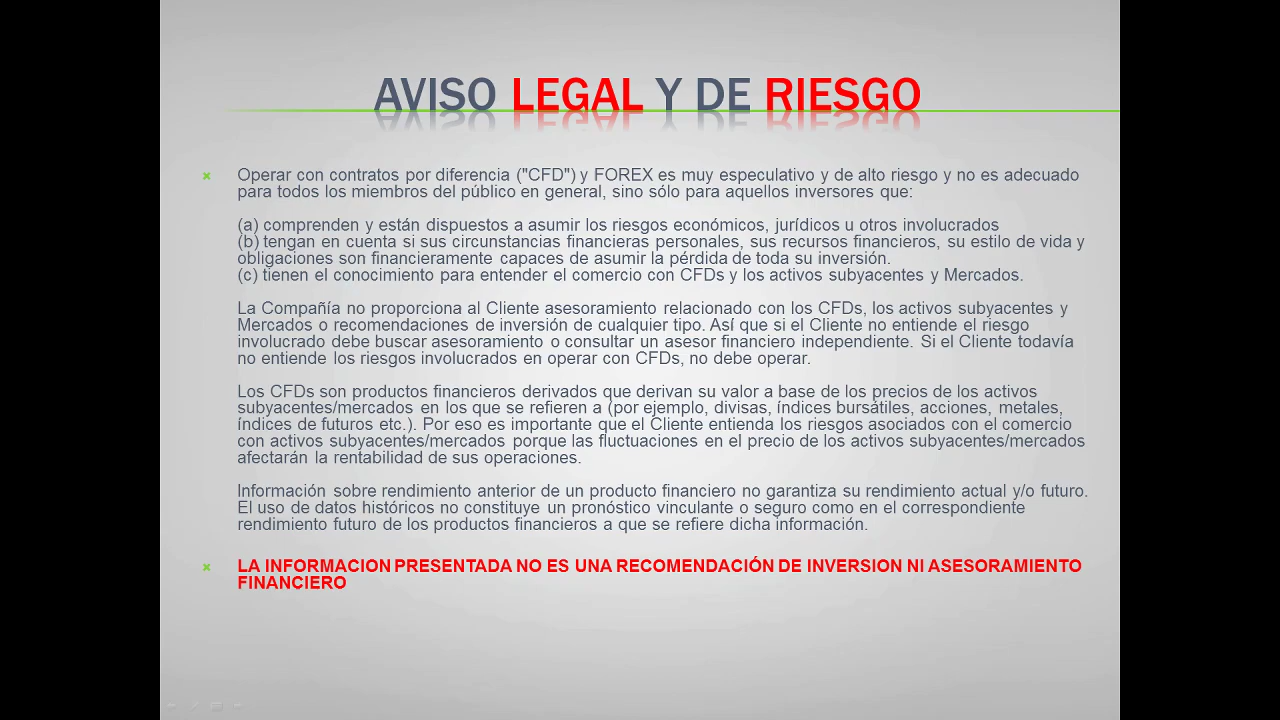 AVISO LEGAL Y DE RIESGO
Operar con contratos por diferencia ("CFD") y FOREX es muy especulativo y de alto riesgo y no es adecuado
para todos los miembros del público en general, sino sólo para aquellos inversores que:
(a) comprenden y están dispuestos a asumir los riesgos económicos, jurídicos u otros involucrados
(b) tengan en cuenta si sus circunstancias financieras personales, sus recursos financieros, su estilo de vida y
obligaciones son financieramente capaces de asumir la pérdida de toda su inversión.
(c) tienen el conocimiento para entender el comercio con CFDs y los activos subyacentes y Mercados.
La Compañía no proporciona al Cliente asesoramiento relacionado con los CFDs, los activos subyacentes y
Mercados o recomendaciones de inversión de cualquier tipo. Así que si el Cliente no entiende el riesgo
involucrado debe buscar asesoramiento o consultar un asesor financiero independiente. Si el Cliente todavía
no entiende los riesgos involucrados en operar con CFDs, no debe operar.
Los CFDs son productos financieros derivados que derivan su valor a base de los precios de los activos
subyacentes/mercados en los que se refieren a (por ejemplo, divisas, índices bursátiles, acciones, metales,
índices de futuros etc.). Por eso es importante que el Cliente entienda los riesgos asociados con el comercio
con activos subyacentes/mercados porque las fluctuaciones en el precio de los activos subyacentes/mercados
afectarán la rentabilidad de sus operaciones.
Información sobre rendimiento anterior de un producto financiero no garantiza su rendimiento actual y/o futuro.
El uso de datos históricos no constituye un pronóstico vinculante o seguro como en el correspondiente
rendimiento futuro de los productos financieros a que se refiere dicha información.
LA INFORMACION PRESENTADA NO ES UNA RECOMENDACIÓN DE INVERSION NI ASESORAMIENTO
FINANCIERO